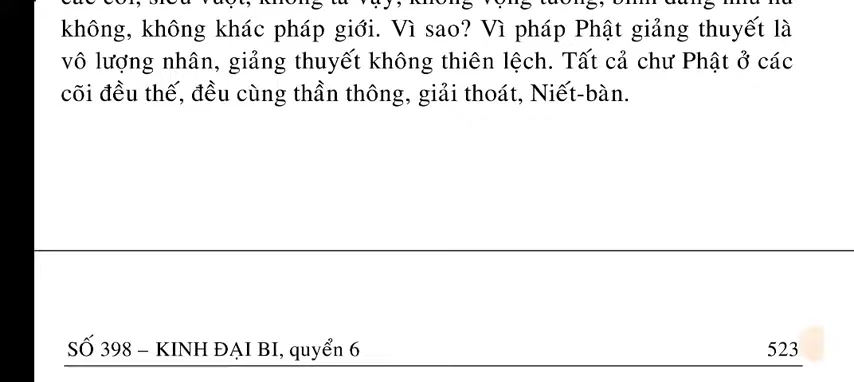 không, không khác pháp giới. Vì sao? Vì pháp Phật giảng thuyết là
vô lượng nhân, giảng thuyết không thiên lệch. Tất cả chư Phật ở các
cõi đều thế, đều cùng thần thông, giải thoát, Niết-bàn.
SỐ 398 – KINH ĐẠI BI, quyển 6 523